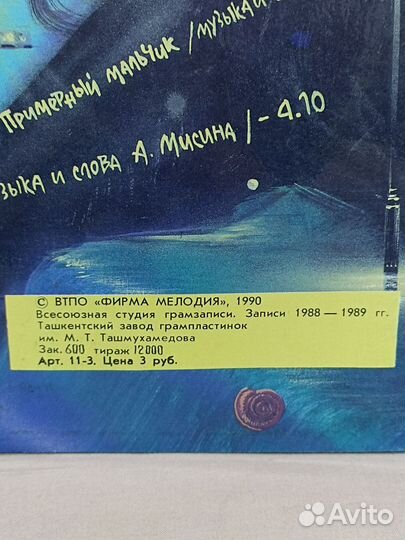 Примерный мальчик /музыка и
зыка и слова А. Мисина /- 4.10
© ВТПО «ФИРМА МЕЛОДИЯ», 1990
Всесоюзная студия грамзаписи. Записи 1988 — 1989 гг.
Ташкентский завод грампластинок
им. М. Т. Ташмухамедова
Зак. 600 тираж 12000
Арт. 11-3. Цена 3 руб.
Avito